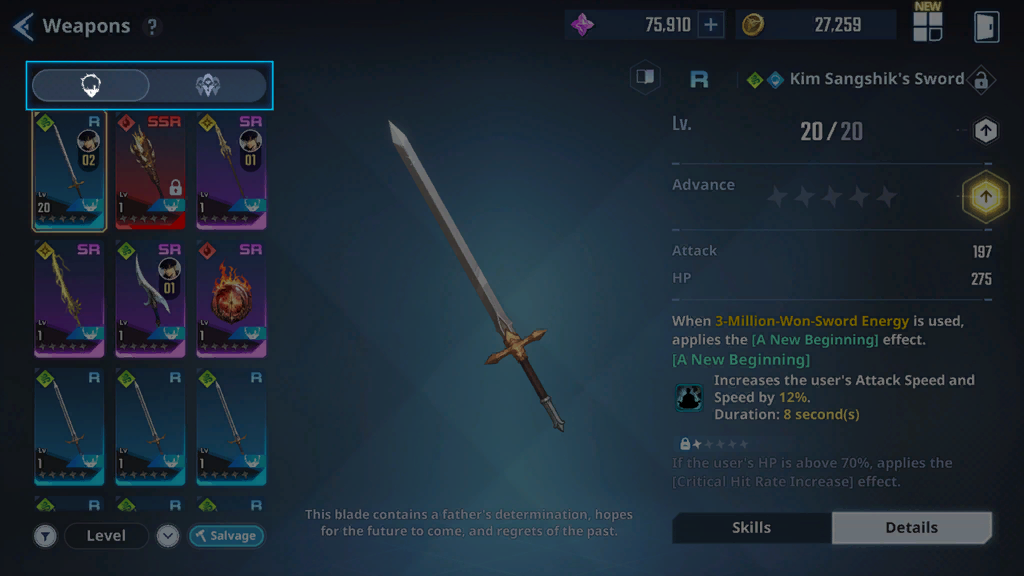 Weapons ?
75,910
27,259
NEW
R
02
Lv
20
SSR
Lv
1
SR
01
Lv
1
SR
Lv
1
SR
01
Lv
1
SR
Lv
1
R
Lv
1
R
Lv
1
R
Lv
1
R
R
R
Level
Salvage
This blade contains a father's determination, hopes
for the future to come, and regrets of the past.
R
Kim Sangshik's Sword
Lv.
20/20
Advance
Attack
197
HP
275
When 3-Million-Won-Sword Energy is used,
applies the [A New Beginning] effect.
[A New Beginning]
Increases the user's Attack Speed and
Speed by 12%.
Duration: 8 second(s)
If the user's HP is above 70%, applies the
[Critical Hit Rate Increase] effect.
Skills
Details